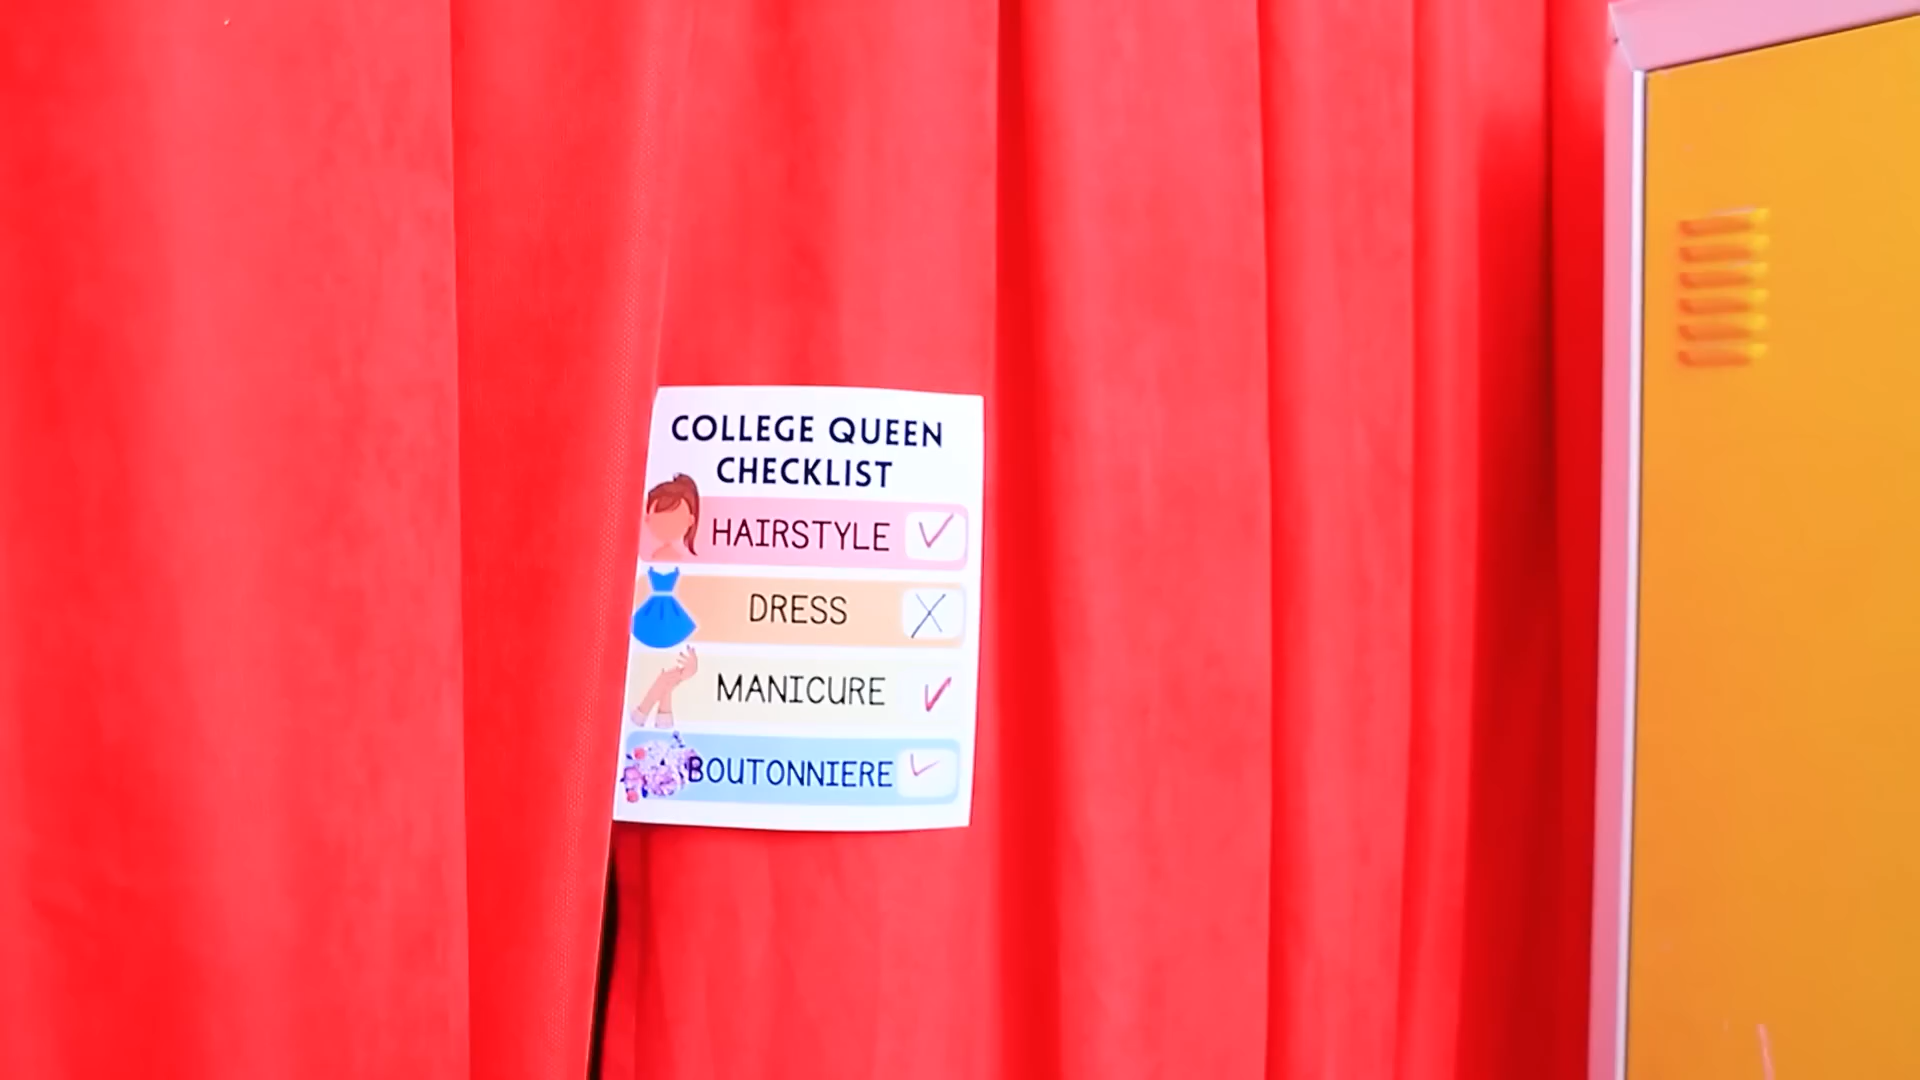 COLLEGE QUEEN
CHECKLIST
HAIRSTYLE
DRESS
MANICURE
BOUTONNIERE